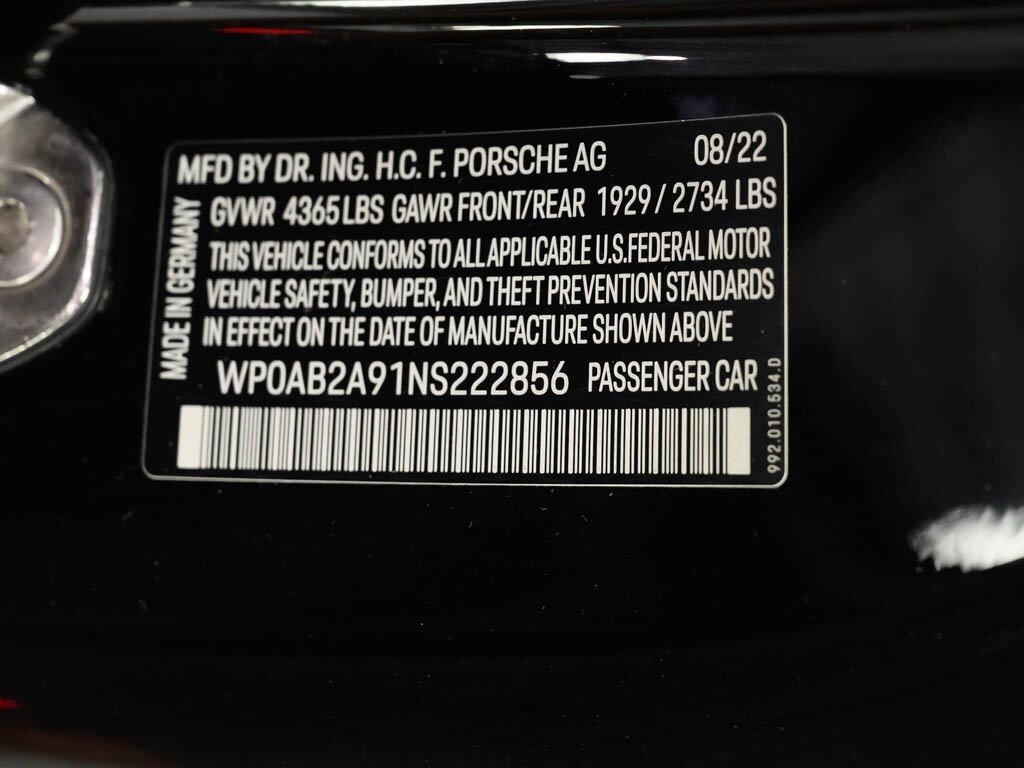 MFD BY DR. ING. H.C. F. PORSCHE AG 08/22
GVWR 4365 LBS GAWR FRONT/REAR 1929 / 2734 LBS
THIS VEHICLE CONFORMS TO ALL APPLICABLE U.S. FEDERAL MOTOR
VEHICLE SAFETY, BUMPER, AND THEFT PREVENTION STANDARDS
IN EFFECT ON THE DATE OF MANUFACTURE SHOWN ABOVE
WP0AB2A91NS222856 PASSENGER CAR
MADE IN GERMANY
992.010.534.D